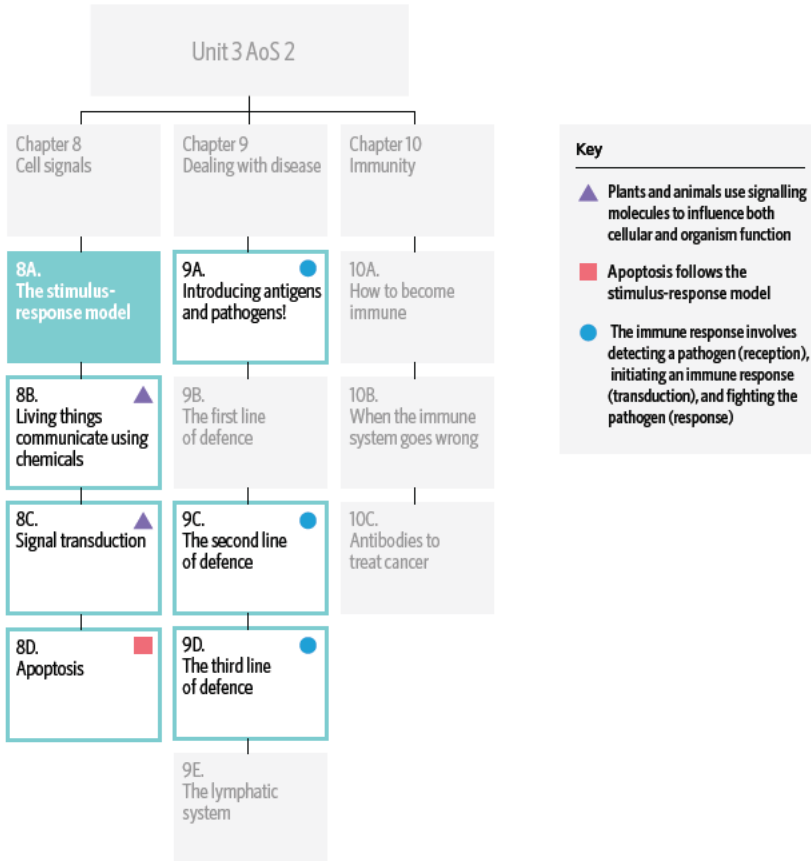 Unit 3 AoS 2
Chapter 8
Cell signals
Chapter 9
Dealing with disease
Chapter 10
Immunity
8A.
The stimulus-
response model
8B.
Living things
communicate using
chemicals
8C.
Signal transduction
8D.
Apoptosis
9A.
Introducing antigens
and pathogens!
9B.
The first line
of defence
9C.
The second line
of defence
9D.
The third line
of defence
9E.
The lymphatic
system
10A.
How to become
immune
10B.
When the immune
system goes wrong
10C.
Antibodies to
treat cancer
Key
Plants and animals use signalling
molecules to influence both
cellular and organism function
Apoptosis follows the
stimulus-response model
The immune response involves
detecting a pathogen (reception),
initiating an immune response
(transduction), and fighting the
pathogen (response)